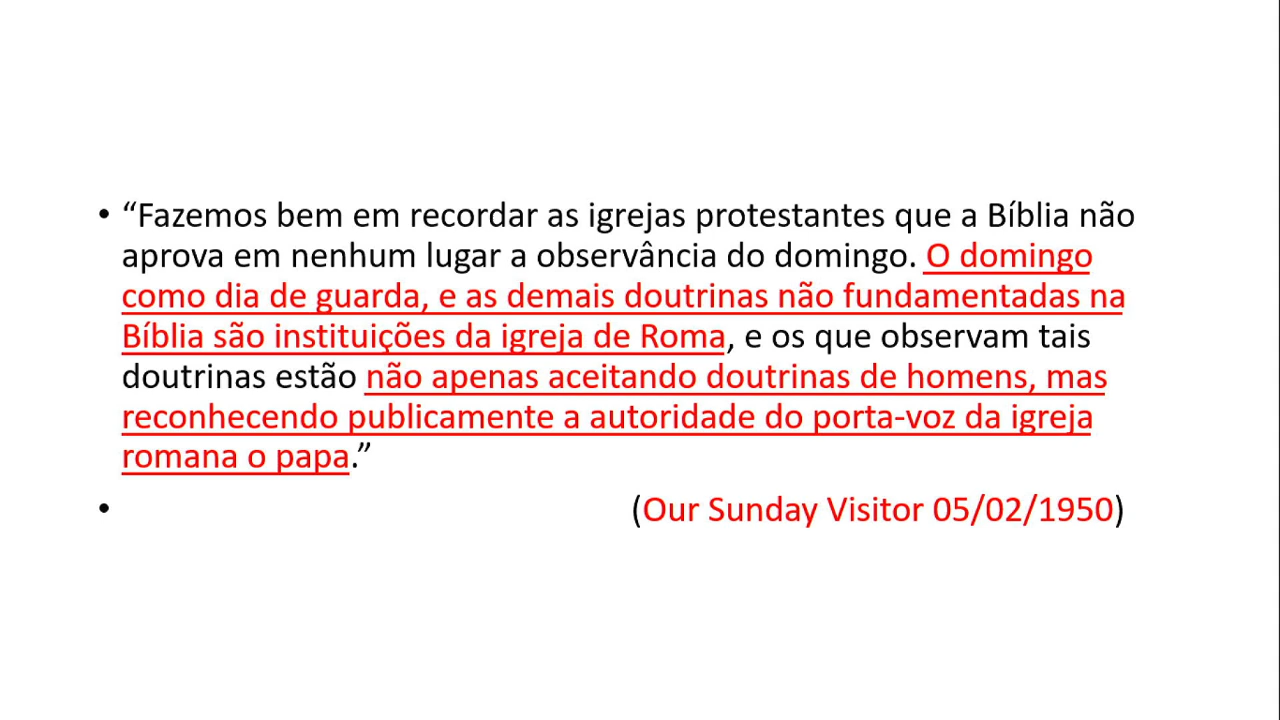 • “Fazemos bem em recordar as igrejas protestantes que a Bíblia não
aprova em nenhum lugar a observância do domingo. O domingo
como dia de guarda, e as demais doutrinas não fundamentadas na
Bíblia são instituições da igreja de Roma, e os que observam tais
doutrinas estão não apenas aceitando doutrinas de homens, mas
reconhecendo publicamente a autoridade do porta-voz da igreja
romana o papa.”
• (Our Sunday Visitor 05/02/1950)